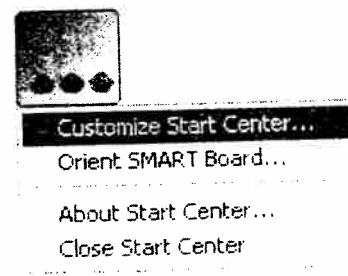 Customize Start Center...
Orient SMART Board...
About Start Center...
Close Start Center